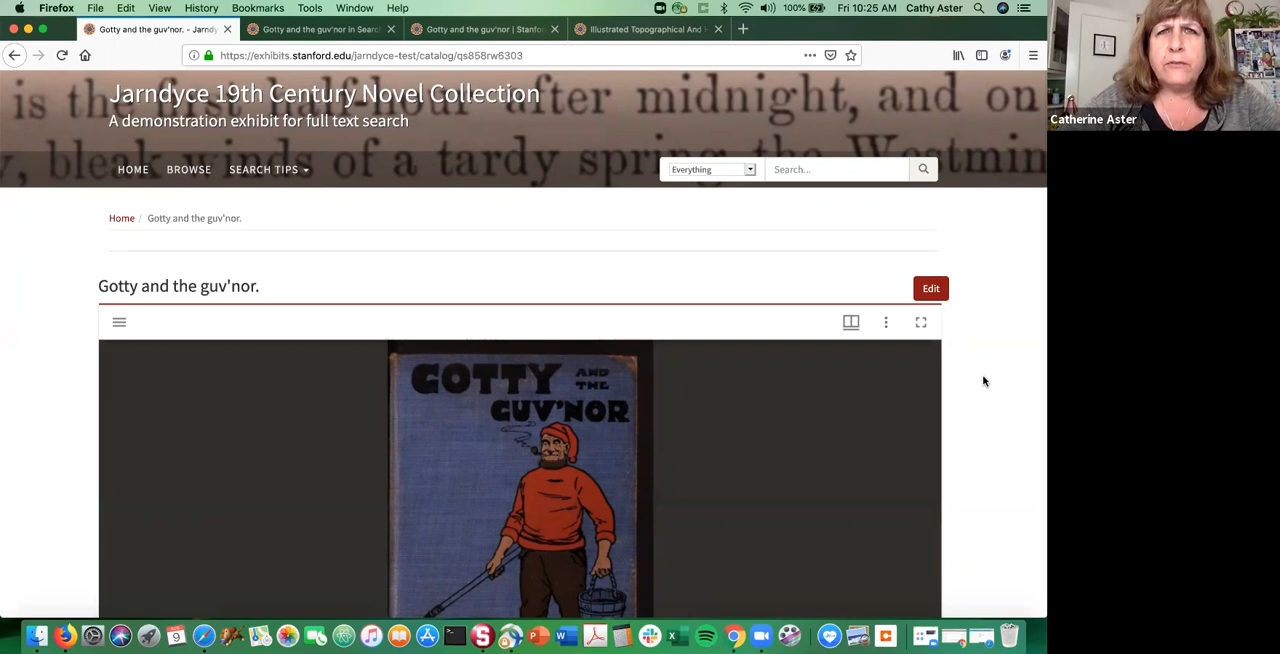 Firefox File Edit View History Bookmarks Tools Window Help 100% Fri 10:25 AM Cathy Aster
Gotty and the guv'nor. - Jarndy
Gotty and the guv'nor in Search
Gotty and the guv'nor | Stanfor
Illustrated Topographical And H
https://exhibits.stanford.edu/jarndyce-test/catalog/qs858rw6303
is th after midnight, and on
Jarndyce 19th Century Novel Collection
A demonstration exhibit for full text search
y, bleak winds of a tardy spring the Westmin
HOME BROWSE SEARCH TIPS Everything Search...
Home / Gotty and the guv'nor.
Gotty and the guv'nor.
Edit
GOTTY AND
THE
GUV'NOR
Catherine Aster